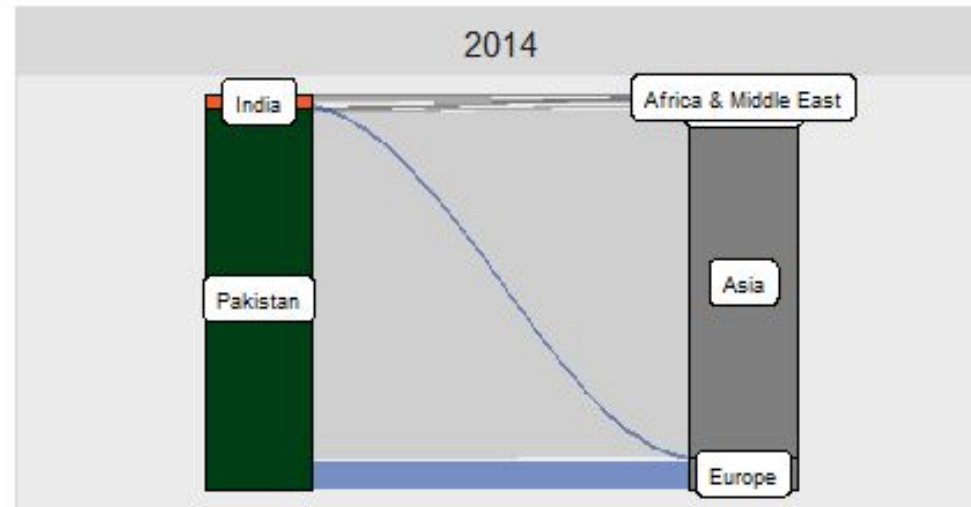 2014
India
Africa & Middle East
Pakistan
Asia
Europe